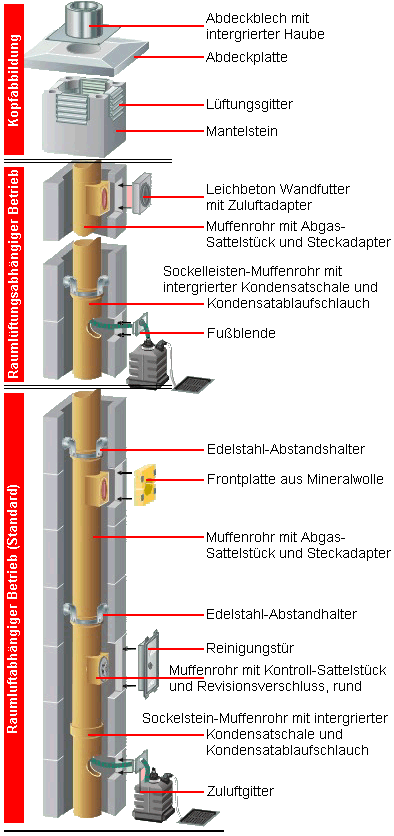 Kopfabbildung
Abdeckblech mit
intergrierter Haube
Abdeckplatte
Lüftungsgitter
Mantelstein
Raumlüftungsabhängiger Betrieb
Leichbeton Wandfutter
mit Zuluftadapter
Muffenrohr mit Abgas-
Sattelstück und Steckadapter
Sockelleisten-Muffenrohr mit
intergrierter Kondensatschale und
Kondensatablaufschlauch
Fußblende
Raumluftabhängiger Betrieb (Standard)
Edelstahl-Abstandshalter
Frontplatte aus Mineralwolle
Muffenrohr mit Abgas-
Sattelstück und Steckadapter
Edelstahl-Abstandhalter
Reinigungstür
Muffenrohr mit Kontroll-Sattelstück
und Revisionsverschluss, rund
Sockelstein-Muffenrohr mit intergrierter
Kondensatschale und
Kondensatablaufschlauch
Zuluftgitter